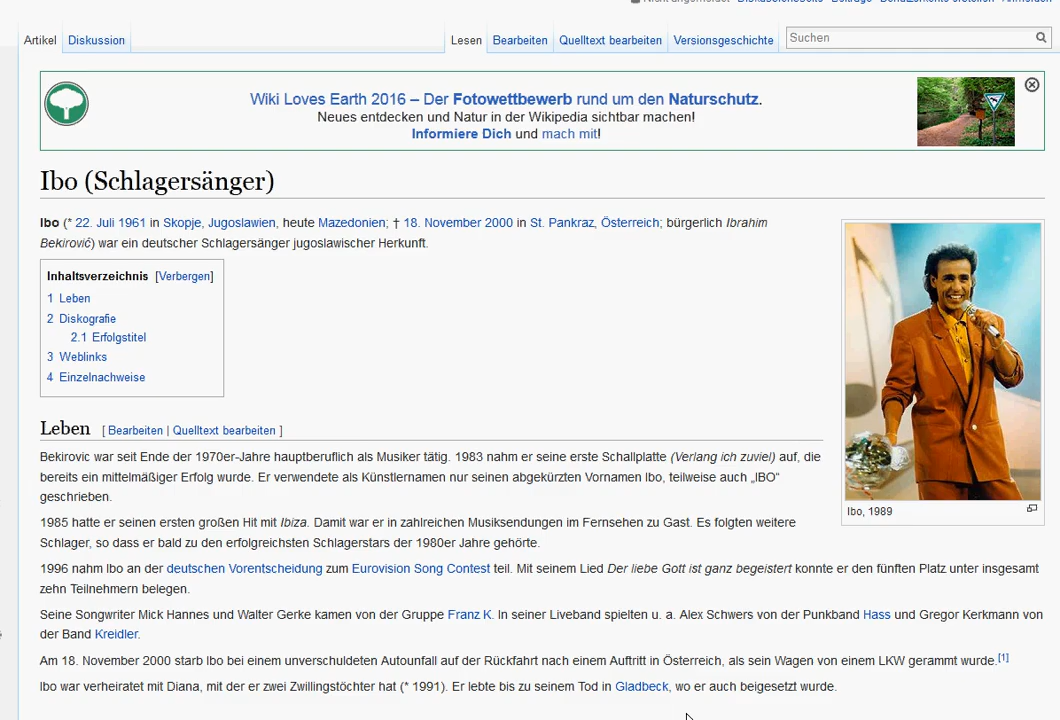 Artikel Diskussion Lesen Bearbeiten Quelltext bearbeiten Versionsgeschichte Suchen
Wiki Loves Earth 2016 – Der Fotowettbewerb rund um den Naturschutz.
Neues entdecken und Natur in der Wikipedia sichtbar machen!
Informiere Dich und mach mit!
Ibo (Schlagersänger)
Ibo (* 22. Juli 1961 in Skopje, Jugoslawien, heute Mazedonien; † 18. November 2000 in St. Pankraz, Österreich; bürgerlich Ibrahim
Bekirović) war ein deutscher Schlagersänger jugoslawischer Herkunft.
Inhaltsverzeichnis [Verbergen]
1 Leben
2 Diskografie
2.1 Erfolgstitel
3 Weblinks
4 Einzelnachweise
Ibo, 1989
Leben [ Bearbeiten | Quelltext bearbeiten ]
Bekirovic war seit Ende der 1970er-Jahre hauptberuflich als Musiker tätig. 1983 nahm er seine erste Schallplatte (Verlang ich zuviel) auf, die
bereits ein mittelmäßiger Erfolg wurde. Er verwendete als Künstlernamen nur seinen abgekürzten Vornamen Ibo, teilweise auch „IBO“
geschrieben.
1985 hatte er seinen ersten großen Hit mit Ibiza. Damit war er in zahlreichen Musiksendungen im Fernsehen zu Gast. Es folgten weitere
Schlager, so dass er bald zu den erfolgreichsten Schlagerstars der 1980er Jahre gehörte.
1996 nahm Ibo an der deutschen Vorentscheidung zum Eurovision Song Contest teil. Mit seinem Lied Der liebe Gott ist ganz begeistert konnte er den fünften Platz unter insgesamt
zehn Teilnehmern belegen.
Seine Songwriter Mick Hannes und Walter Gerke kamen von der Gruppe Franz K. In seiner Liveband spielten u. a. Alex Schwers von der Punkband Hass und Gregor Kerkmann von
der Band Kreidler.
Am 18. November 2000 starb Ibo bei einem unverschuldeten Autounfall auf der Rückfahrt nach einem Auftritt in Österreich, als sein Wagen von einem LKW gerammt wurde.[1]
Ibo war verheiratet mit Diana, mit der er zwei Zwillingstöchter hat (* 1991). Er lebte bis zu seinem Tod in Gladbeck, wo er auch beigesetzt wurde.